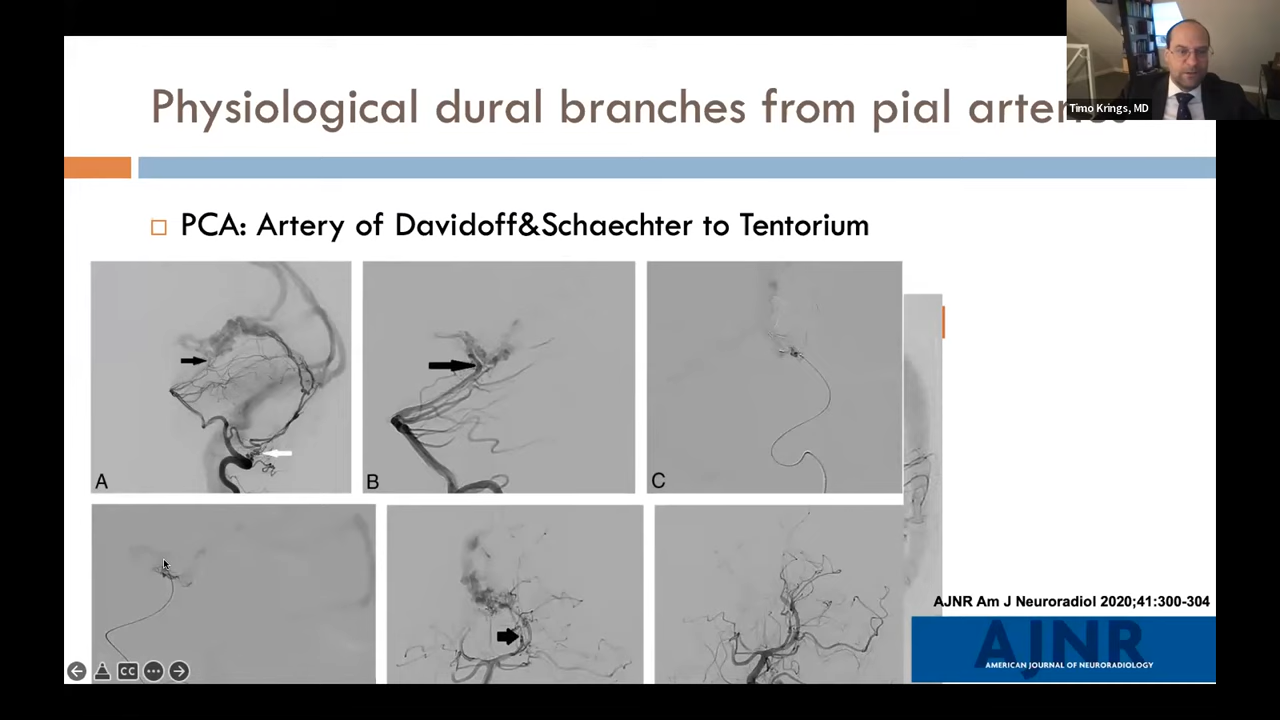 Timo Krings, MD
Physiological dural branches from pial
PCA: Artery of Davidoff&Schaechter to Tentorium
A
B
C
AJNR Am J Neuroradiol 2020;41:300-304
AJNR
AMERICAN JOURNAL OF NEURORADIOLOGY
CC